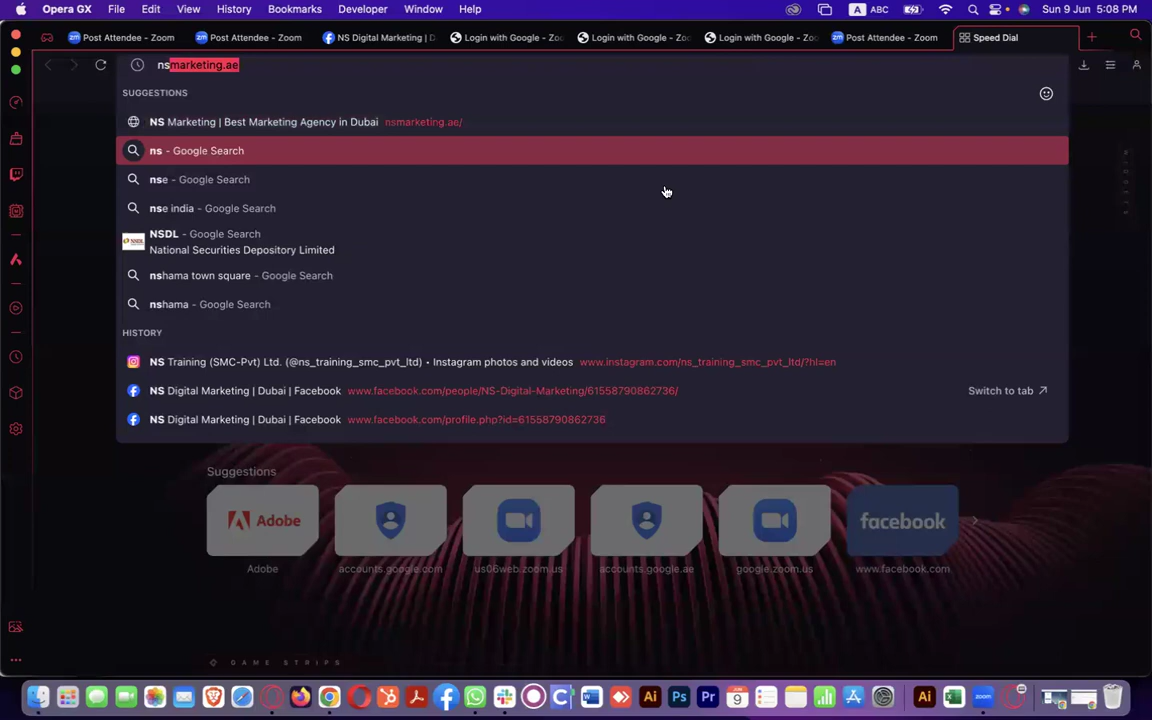 Opera GX File Edit View History Bookmarks Developer Window Help A ABC Sun 9 Jun 5:08 PM
Post Attendee – Zoom Post Attendee – Zoom NS Digital Marketing | D Login with Google - Zo Login with Google - Zo Login with Google - Zo Post Attendee – Zoom Speed Dial
nsmarketing.ae
SUGGESTIONS
NS Marketing | Best Marketing Agency in Dubai nsmarketing.ae/
ns – Google Search
nse – Google Search
nse india – Google Search
NSDL – Google Search
National Securities Depository Limited
nshama town square – Google Search
nshama – Google Search
HISTORY
NS Training (SMC-Pvt) Ltd. (@ns_training_smc_pvt_ltd) • Instagram photos and videos www.instagram.com/ns_training_smc_pvt_ltd/?hl=en
NS Digital Marketing | Dubai | Facebook www.facebook.com/people/NS-Digital-Marketing/61558790862736/ Switch to tab
NS Digital Marketing | Dubai | Facebook www.facebook.com/profile.php?id=61558790862736
Suggestions
Adobe facebook
Adobe accounts.google.com us06web.zoom.us accounts.google.ae google.zoom.us www.facebook.com
GAME STRIPS